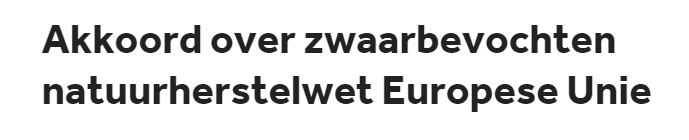 Akkoord over zwaarbevochten
natuurherstelwet Europese Unie